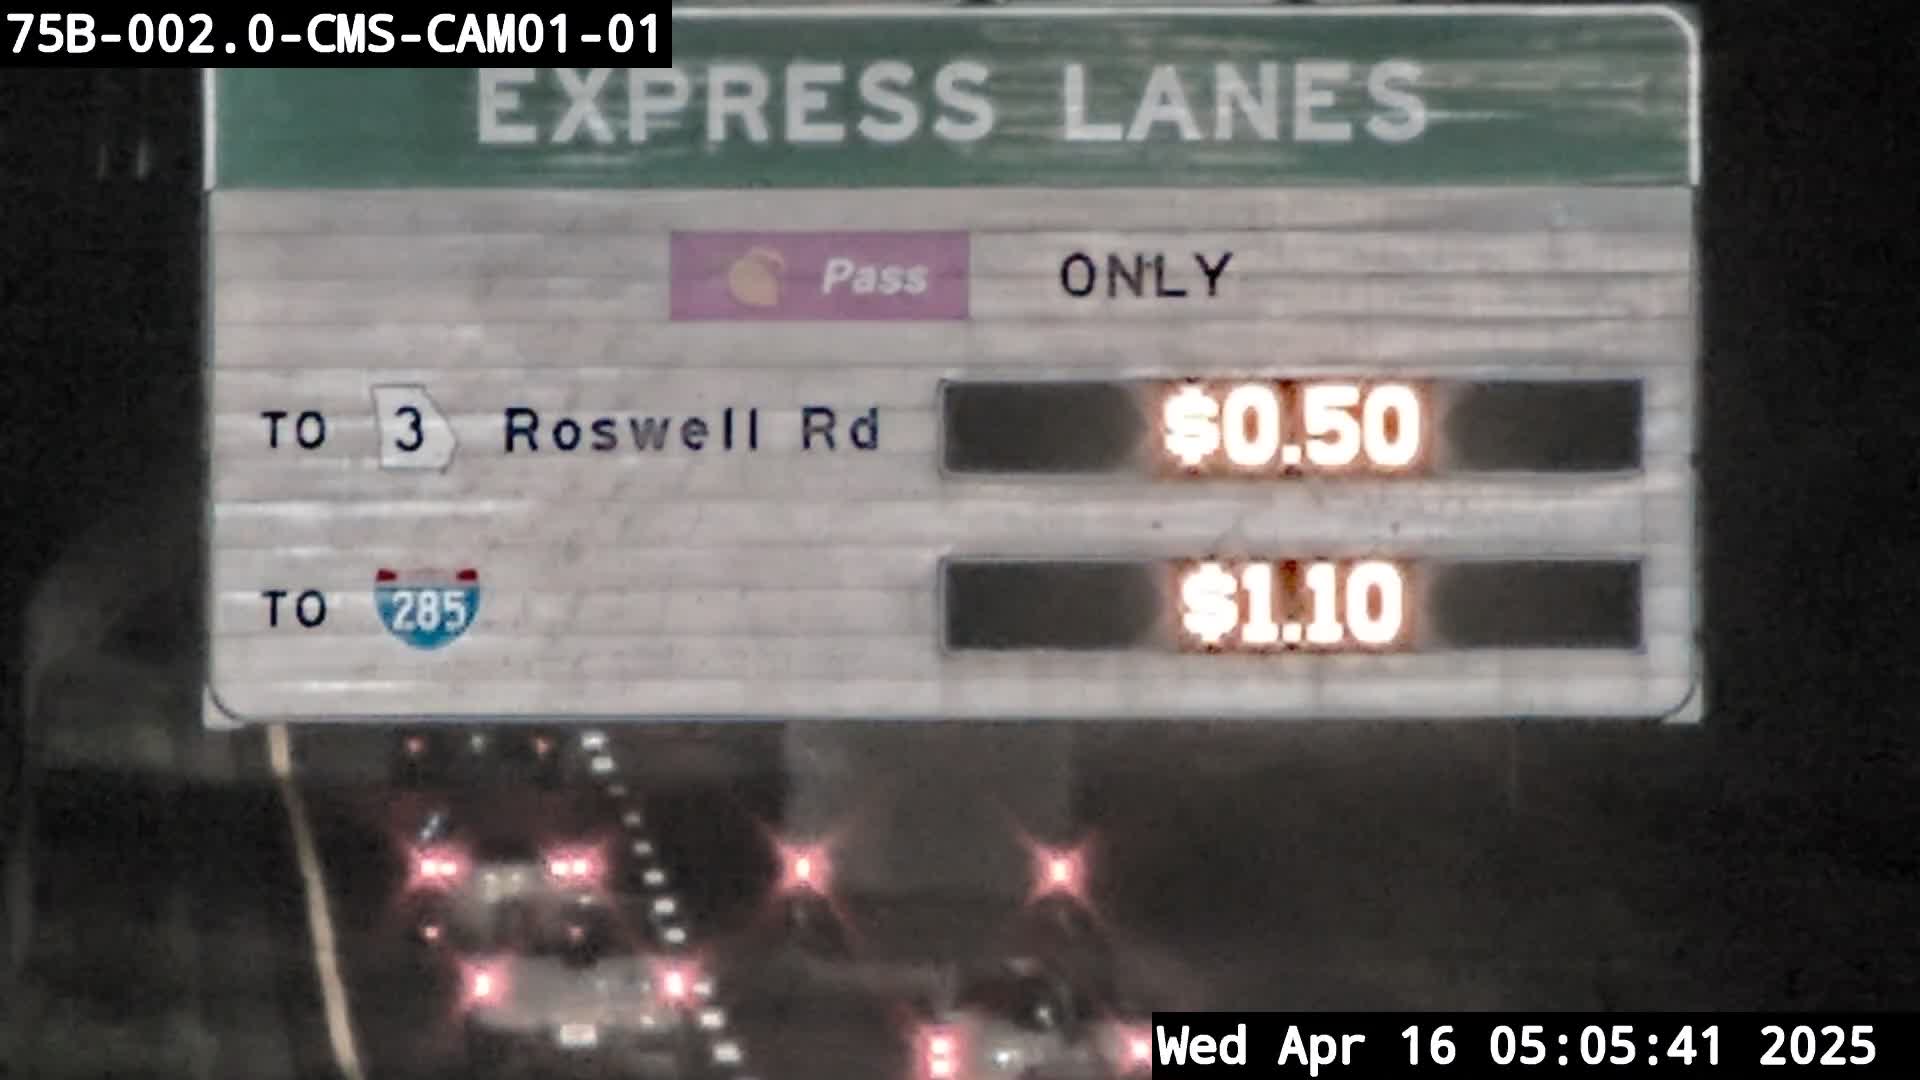 75B-002.0-CMS-CAM01-01
EXPRESS LANES
Pass ONLY
TO 3 Roswell Rd $0.50
TO 285 $1.10
Wed Apr 16 05:05:41 2025